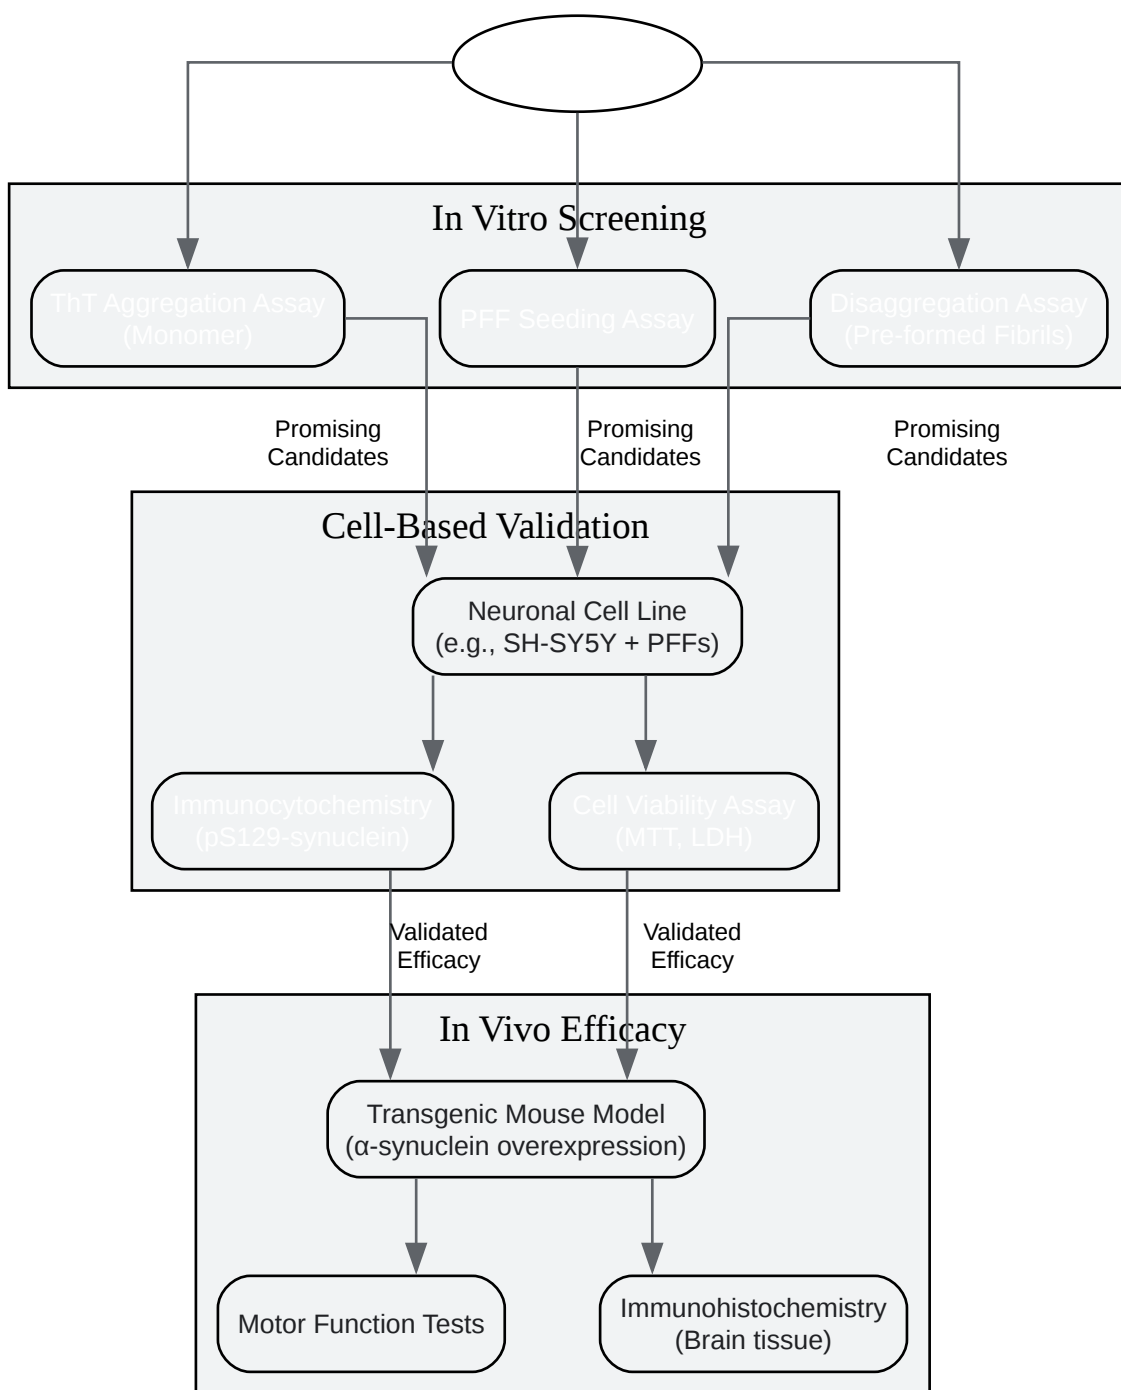 In Vitro Screening
ThT Aggregation Assay
(Monomer)
PFF Seeding Assay
Disaggregation Assay
(Pre-formed Fibrils)
Promising
Candidates
Promising
Candidates
Promising
Candidates
Cell-Based Validation
Neuronal Cell Line
(e.g., SH-SY5Y + PFFs)
Immunocytochemistry
(pS129-synuclein)
Cell Viability Assay
(MTT, LDH)
Validated
Efficacy
Validated
Efficacy
In Vivo Efficacy
Transgenic Mouse Model
(α-synuclein overexpression)
Motor Function Tests
Immunohistochemistry
(Brain tissue)